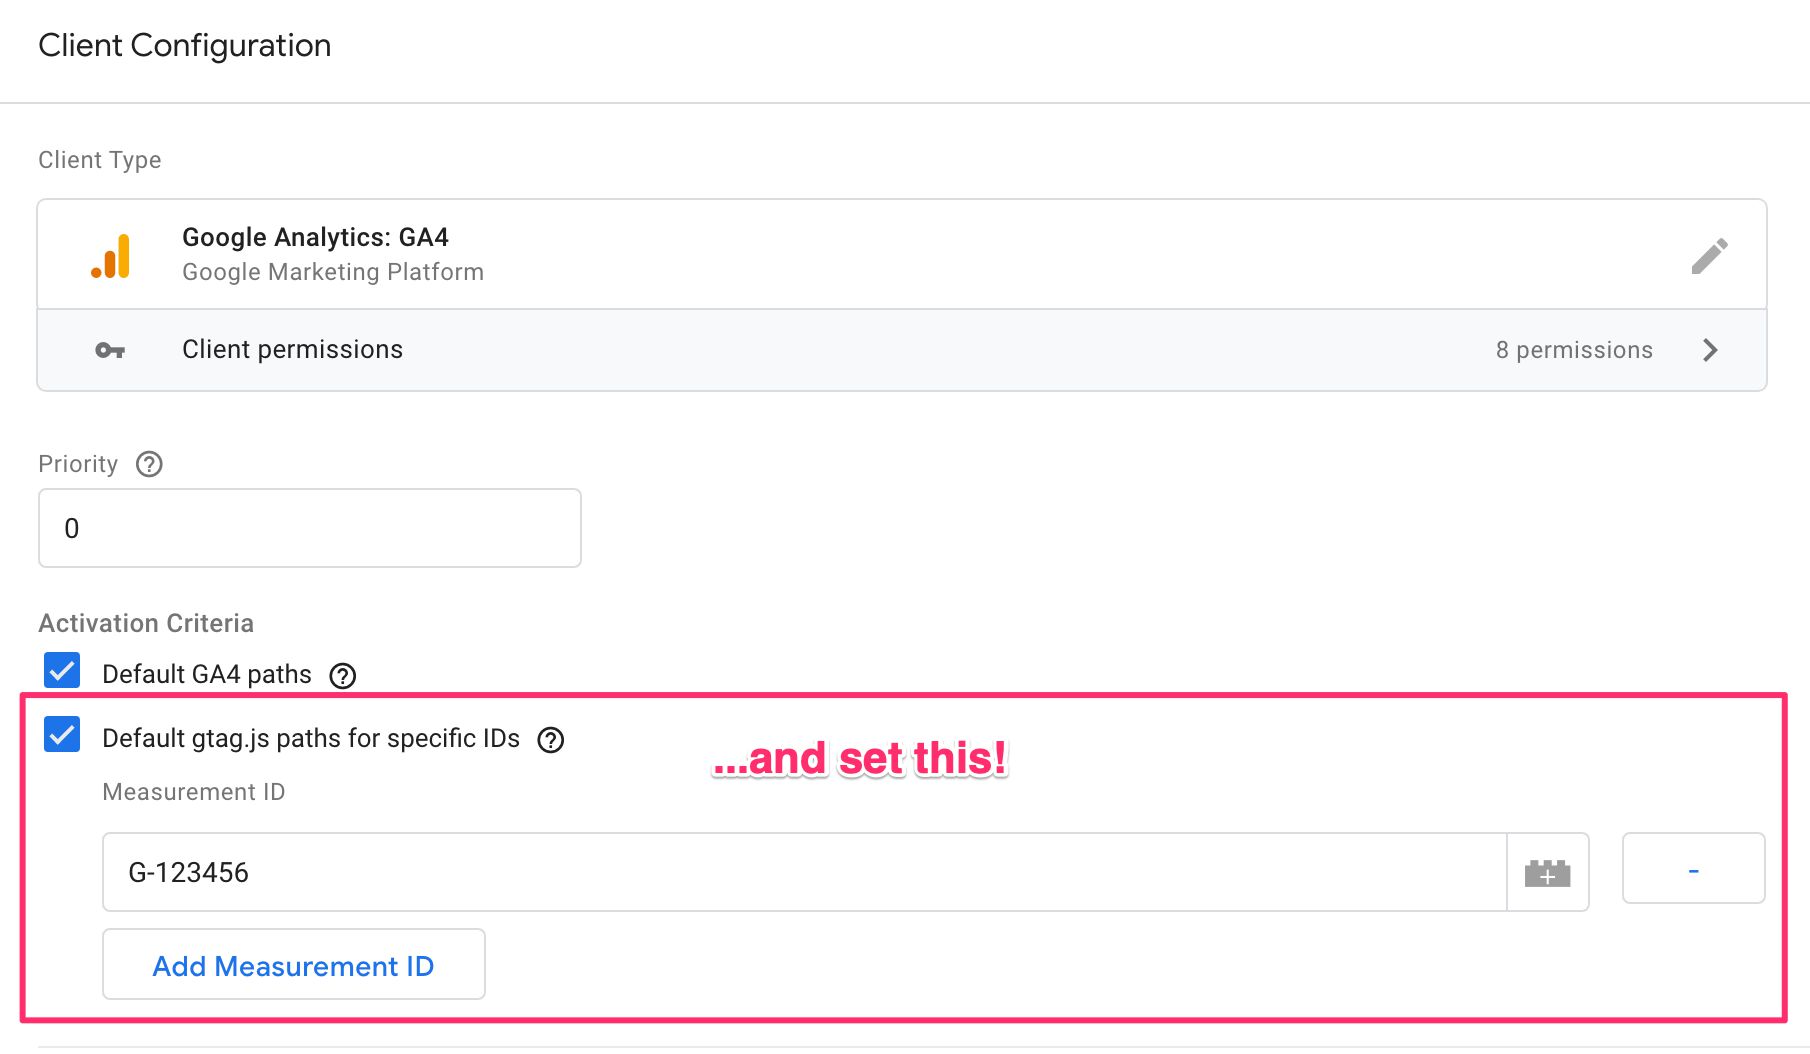 Client Configuration
Client Type
Google Analytics: GA4
Google Marketing Platform
Client permissions
8 permissions
Priority
0
Activation Criteria
Default GA4 paths
Default gtag.js paths for specific IDs
...and set this!
Measurement ID
G-123456
-
Add Measurement ID